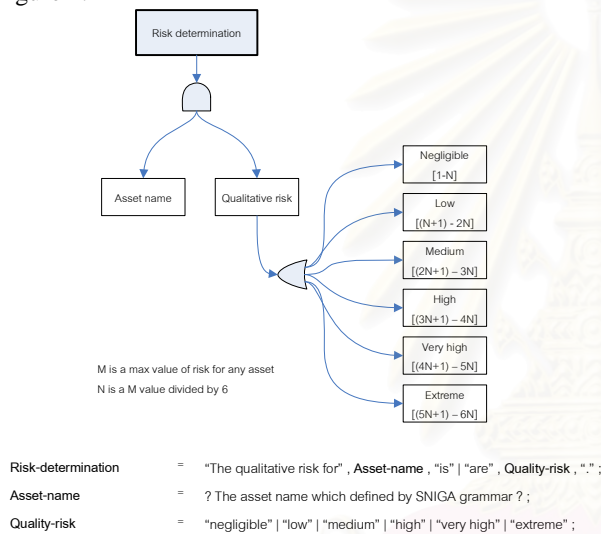 Risk determination
Asset name
Qualitative risk
Negligible
[1-N]
Low
[(N+1) - 2N]
Medium
[(2N+1) – 3N]
High
[(3N+1) – 4N]
Very high
[(4N+1) – 5N]
Extreme
[(5N+1) – 6N]
M is a max value of risk for any asset
N is a M value divided by 6
Risk-determination = “The qualitative risk for” , Asset-name , “is” | “are” , Quality-risk , “.” ;
Asset-name = ? The asset name which defined by SNIGA grammar ? ;
Quality-risk = “negligible” | “low” | “medium” | “high” | “very high” | “extreme” ;